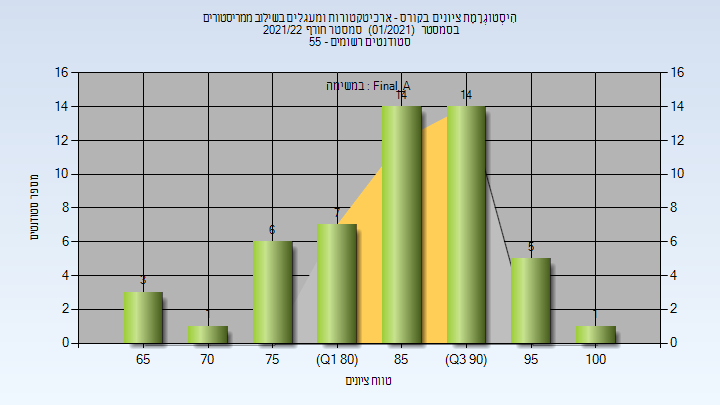 הִיסְטוֹגְרָמַת ציונים בקורס - ארכיטקטורות ומעגלים בשילוב ממריסטורים
בסמסטר (01/2021) סמסטר חורף 2021/22
סטודנטים רשומים - 55
במשימה : Final_A
16 16
14 14 14 14
12 12
10 10
8 8
7
6 6 6
5
4 4
3
2 2
1 1
0 0
65 70 75 (Q1 80) 85 (Q3 90) 95 100
מספר סטודנטים
טווח ציונים